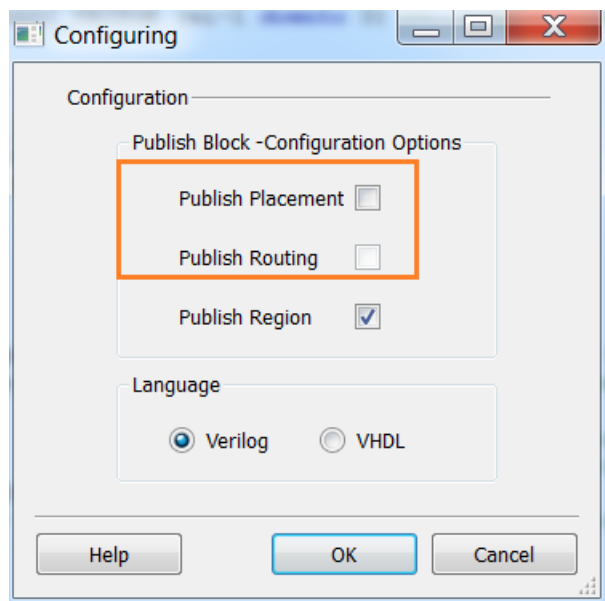 Configuring
Configuration
Publish Block -Configuration Options
Publish Placement
Publish Routing
Publish Region
Language
Verilog VHDL
Help OK Cancel